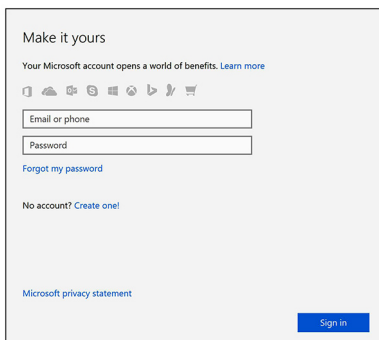 Make it yours
Your Microsoft account opens a world of benefits. Learn more
Email or phone
Password
Forgot my password
No account? Create one!
Microsoft privacy statement
Sign in